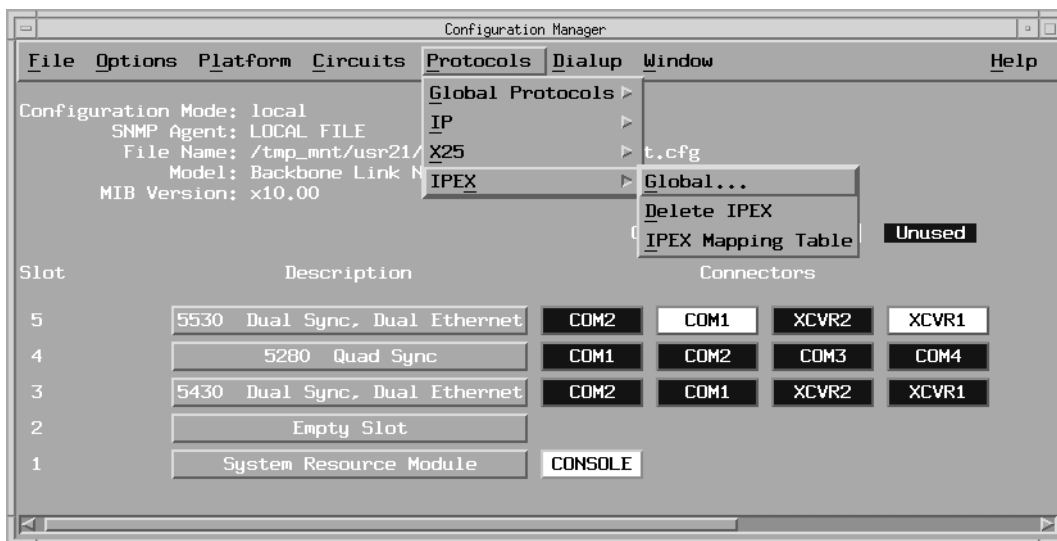 Configuration Manager
File Options Platform Circuits Protocols Dialup Window Help
Global Protocols
IP
X25
IPEX
Global...
Delete IPEX
IPEX Mapping Table
Configuration Mode: local
SNMP Agent: LOCAL FILE
File Name: /tmp_mnt/usr21/ t.cfg
Model: Backbone Link N
MIB Version: x10.00
Unused
Slot Description Connectors
5 5530 Dual Sync, Dual Ethernet COM2 COM1 XCVR2 XCVR1
4 5280 Quad Sync COM1 COM2 COM3 COM4
3 5430 Dual Sync, Dual Ethernet COM2 COM1 XCVR2 XCVR1
2 Empty Slot
1 System Resource Module CONSOLE